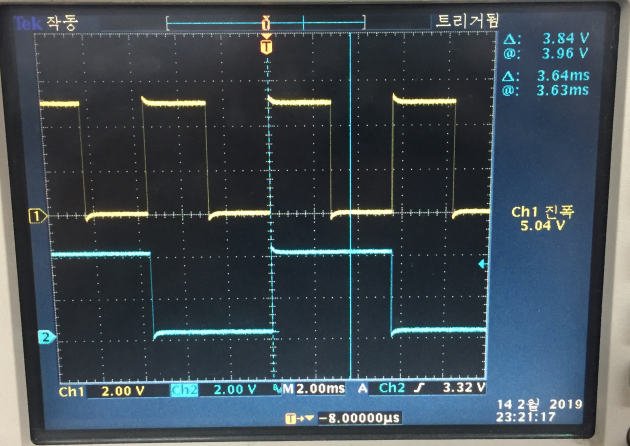 Tek 작동 트리거됨
T
Δ: 3.84 V
@: 3.96 V
Δ: 3.64ms
@: 3.63ms
1
Ch1 진폭
5.04 V
2
Ch1 2.00 V Ch2 2.00 V M 2.00ms A Ch2 3.32 V
14 2월 2019
23:21:17
T -8.00000µs